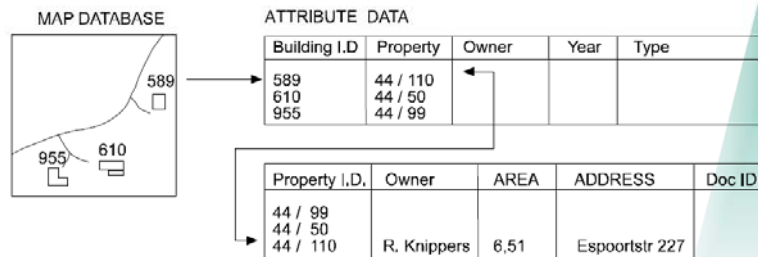 MAP DATABASE
589
610
955
ATTRIBUTE DATA
Building I.D Property Owner Year Type
589 44 / 110
610 44 / 50
955 44 / 99
Property I.D. Owner AREA ADDRESS Doc ID
44 / 99
44 / 50
44 / 110 R. Knippers 6,51 Espoortstr 227